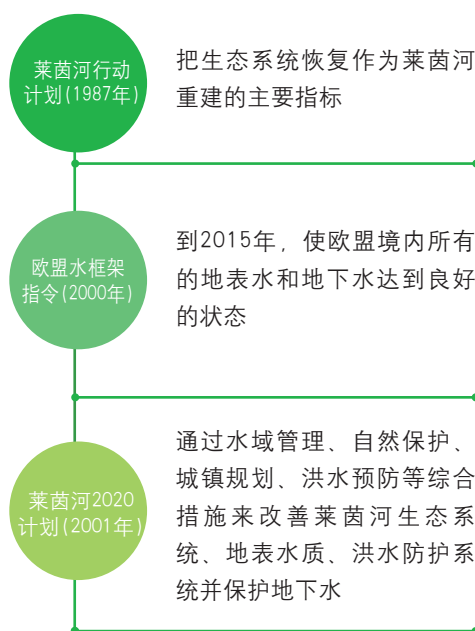 莱茵河行动
计划(1987年)
把生态系统恢复作为莱茵河
重建的主要指标
欧盟水框架
指令(2000年)
到2015年，使欧盟境内所有
的地表水和地下水达到良好
的状态
莱茵河2020
计划(2001年)
通过水域管理、自然保护、
城镇规划、洪水预防等综合
措施来改善莱茵河生态系
统、地表水质、洪水防护系
统并保护地下水